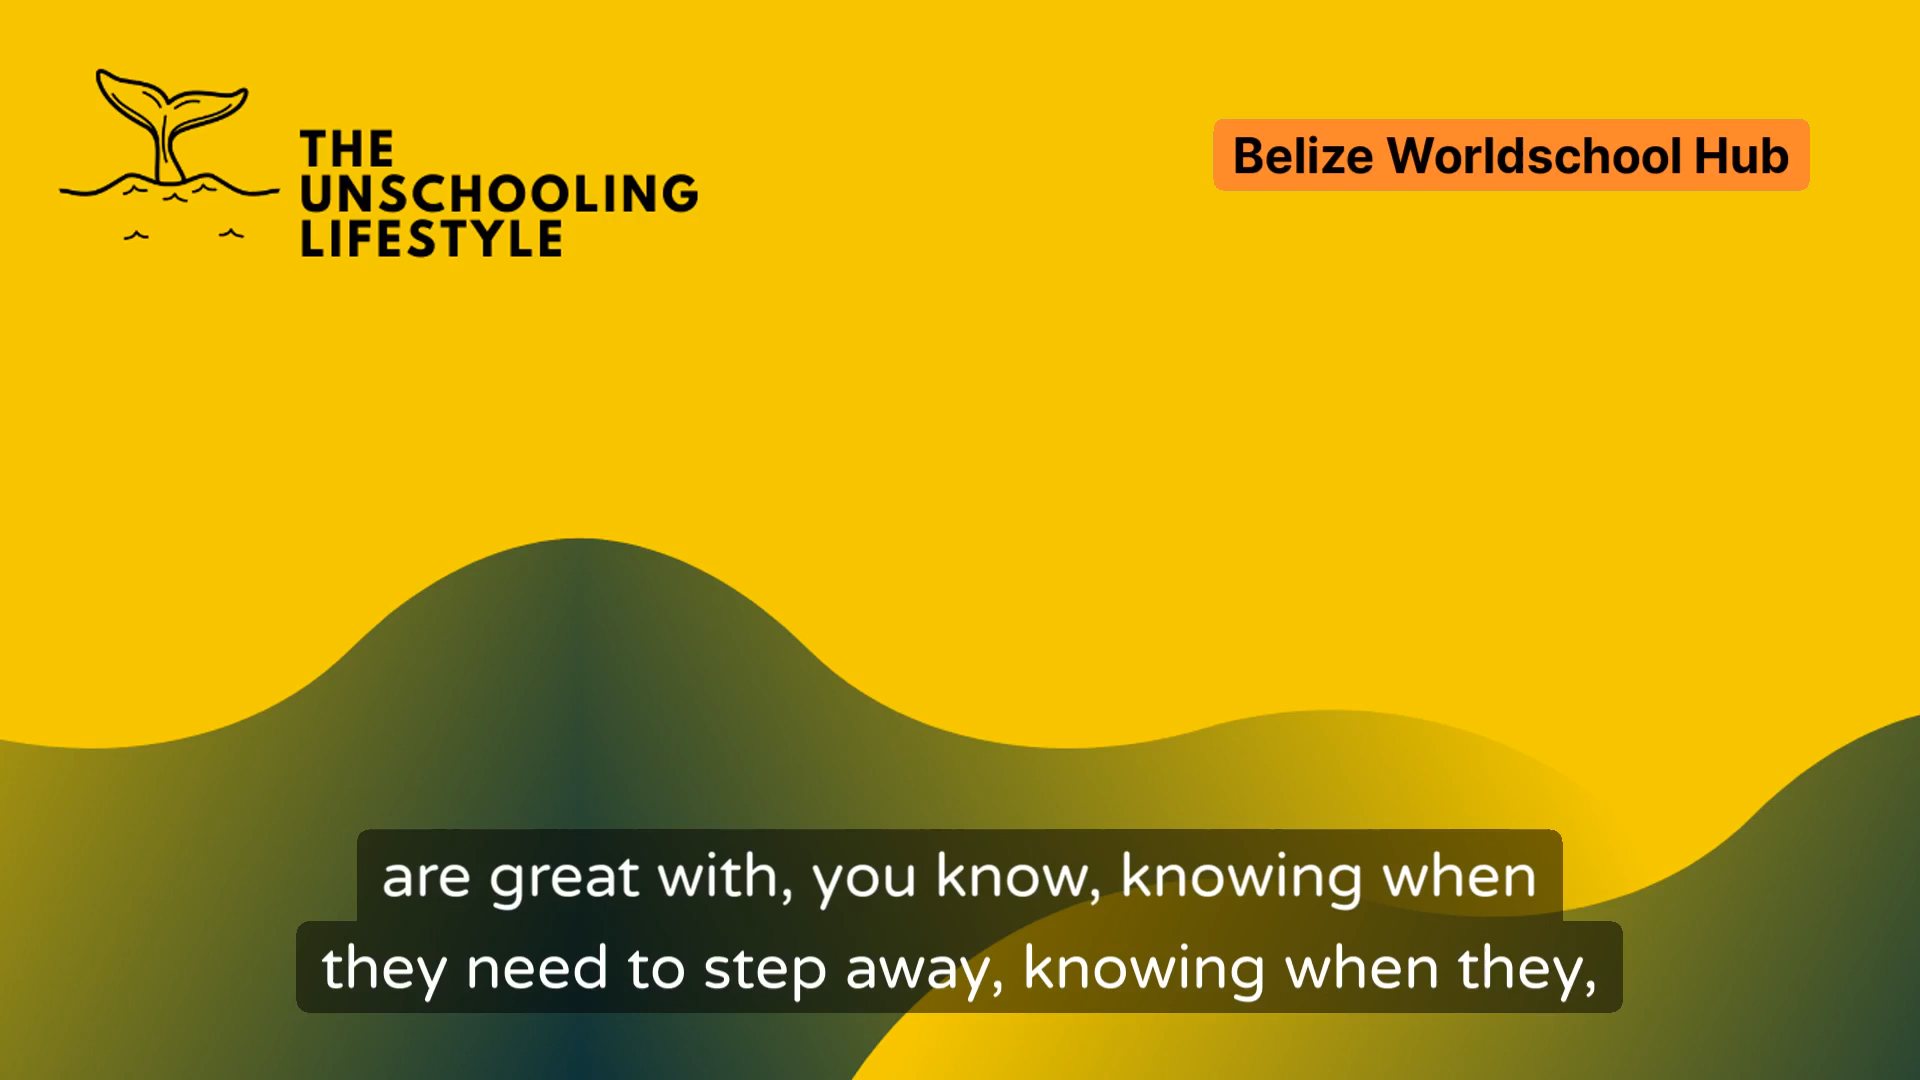 THE
UNSCHOOLING
LIFESTYLE
Belize Worldschool Hub
are great with, you know, knowing when
they need to step away, knowing when they,